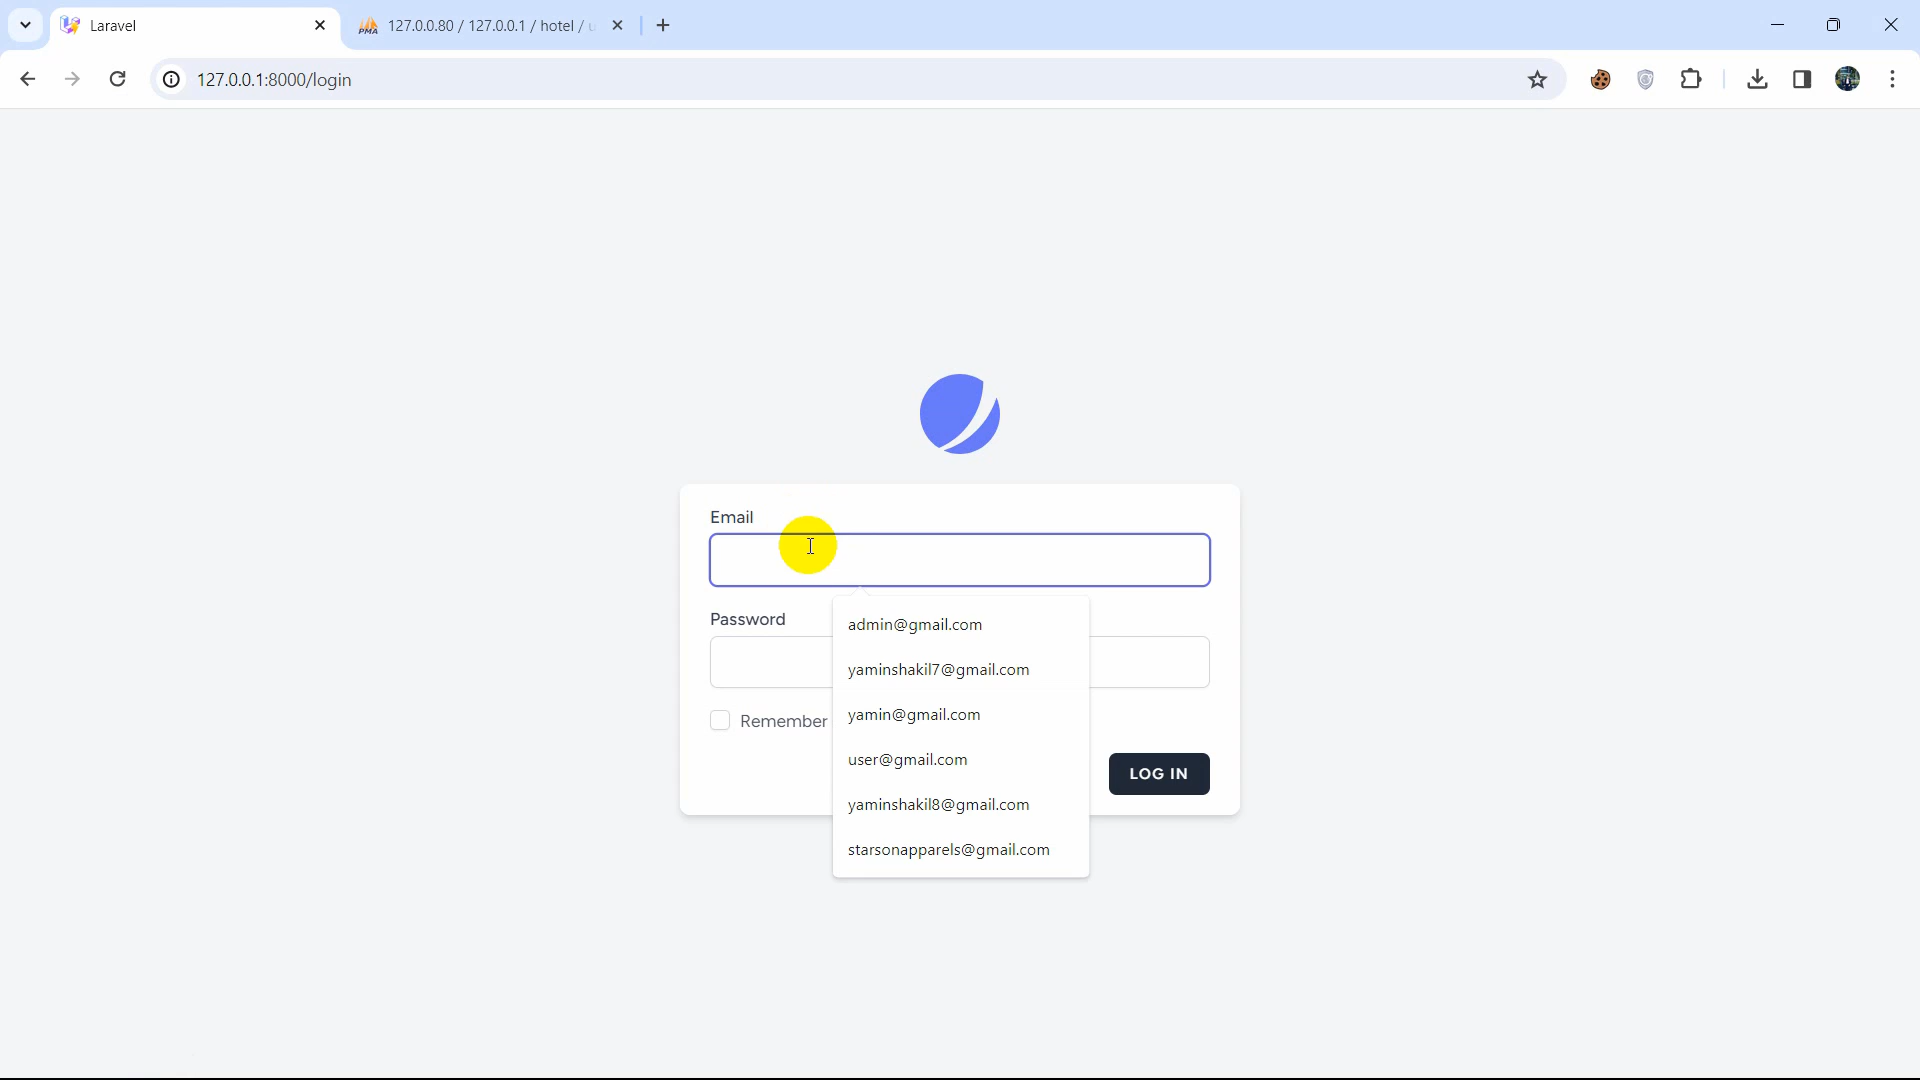 Laravel
PMA 127.0.0.80 / 127.0.0.1 / hotel / u
127.0.0.1:8000/login
Email
Password
admin@gmail.com
yaminshakil7@gmail.com
Remember
yamin@gmail.com
user@gmail.com
LOG IN
yaminshakil8@gmail.com
starsonapparels@gmail.com